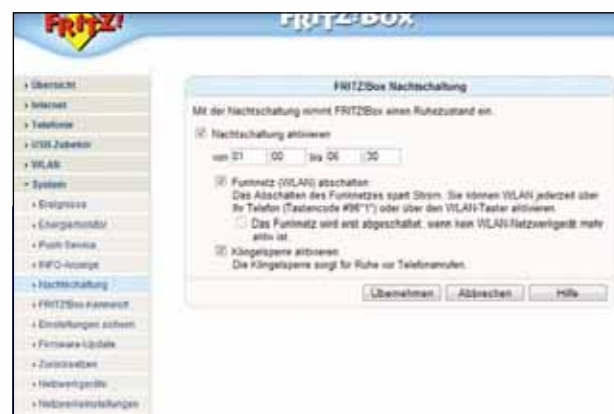 FRITZ!
FRITZ!BOX
Übersicht
Internet
Telefonie
USB-Zubehör
WLAN
System
Ereignisse
Energiemonitor
Push Service
INFO-Anzeige
Nachtschaltung
FRITZ!Box-Kennwort
Einstellungen sichern
Firmware-Update
Zurücksetzen
Netzwerkgeräte
Netzwerkeinstellungen
FRITZ!Box Nachtschaltung
Mit der Nachtschaltung nimmt FRITZ!Box einen Ruhezustand ein.
Nachtschaltung aktivieren
von 01 :00 bis 06 :30
Funknetz (WLAN) abschalten
Das Abschalten des Funknetzes spart Strom. Sie können WLAN jederzeit über
Ihr Telefon (Tastencode #96*1*) oder über den WLAN-Taster aktivieren.
Das Funknetz wird erst abgeschaltet, wenn kein WLAN-Netzwerkgerät mehr
aktiv ist.
Klingelsperre aktivieren
Die Klingelsperre sorgt für Ruhe vor Telefonanrufen.
Übernehmen Abbrechen Hilfe